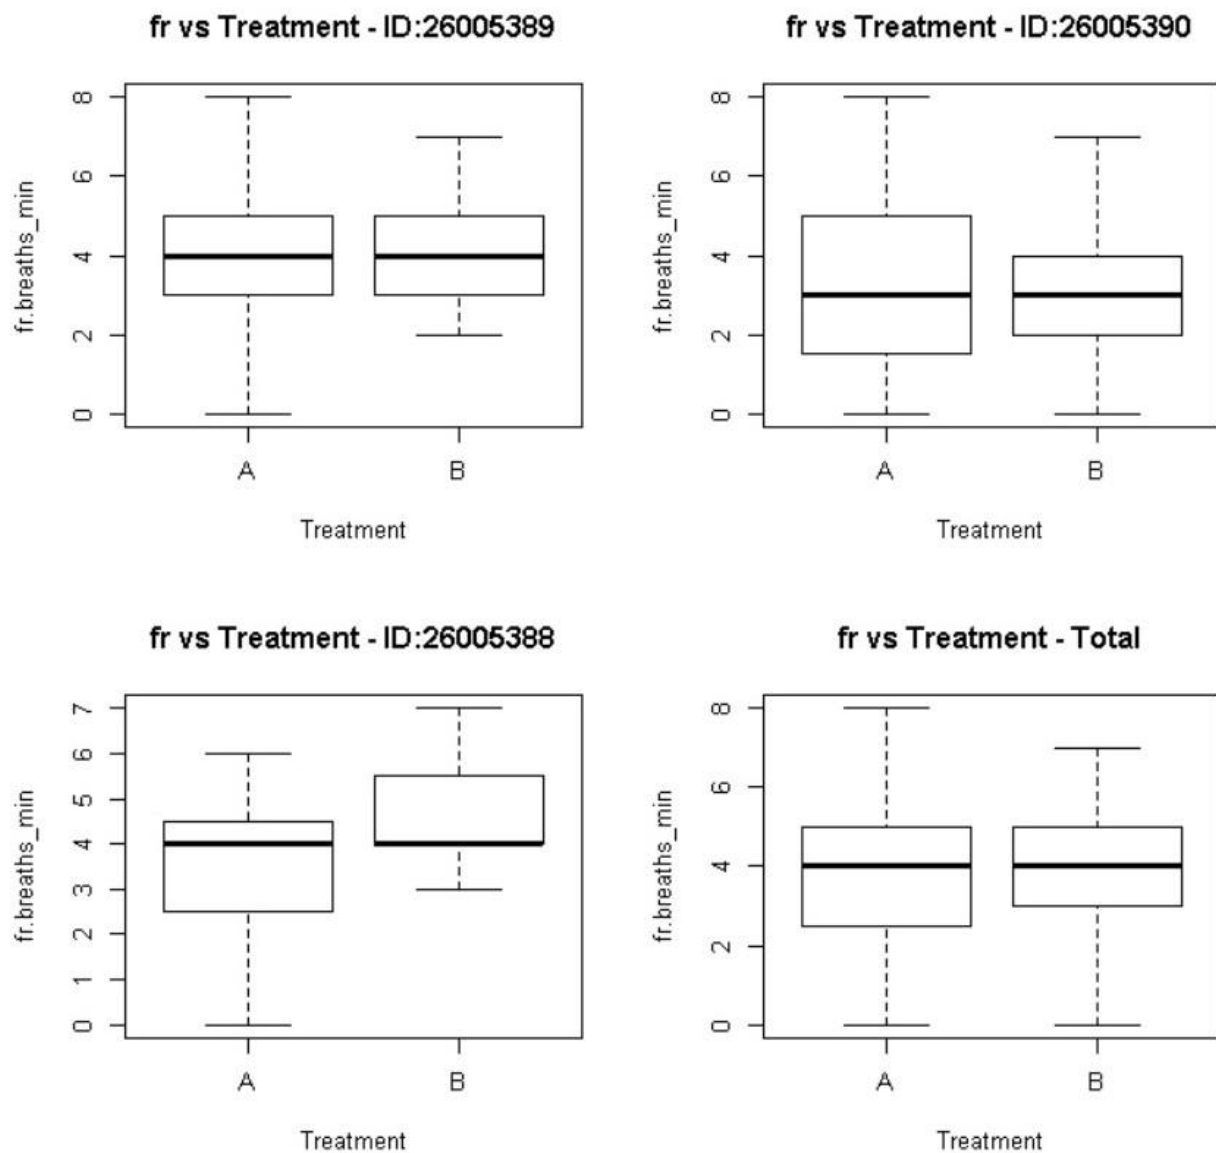 fr vs Treatment - ID:26005389
fr.breaths_min
8
6
4
2
0
A B
Treatment
fr vs Treatment - ID:26005390
fr.breaths_min
8
6
4
2
0
A B
Treatment
fr vs Treatment - ID:26005388
fr.breaths_min
7
6
5
4
3
2
1
0
A B
Treatment
fr vs Treatment - Total
fr.breaths_min
8
6
4
2
0
A B
Treatment